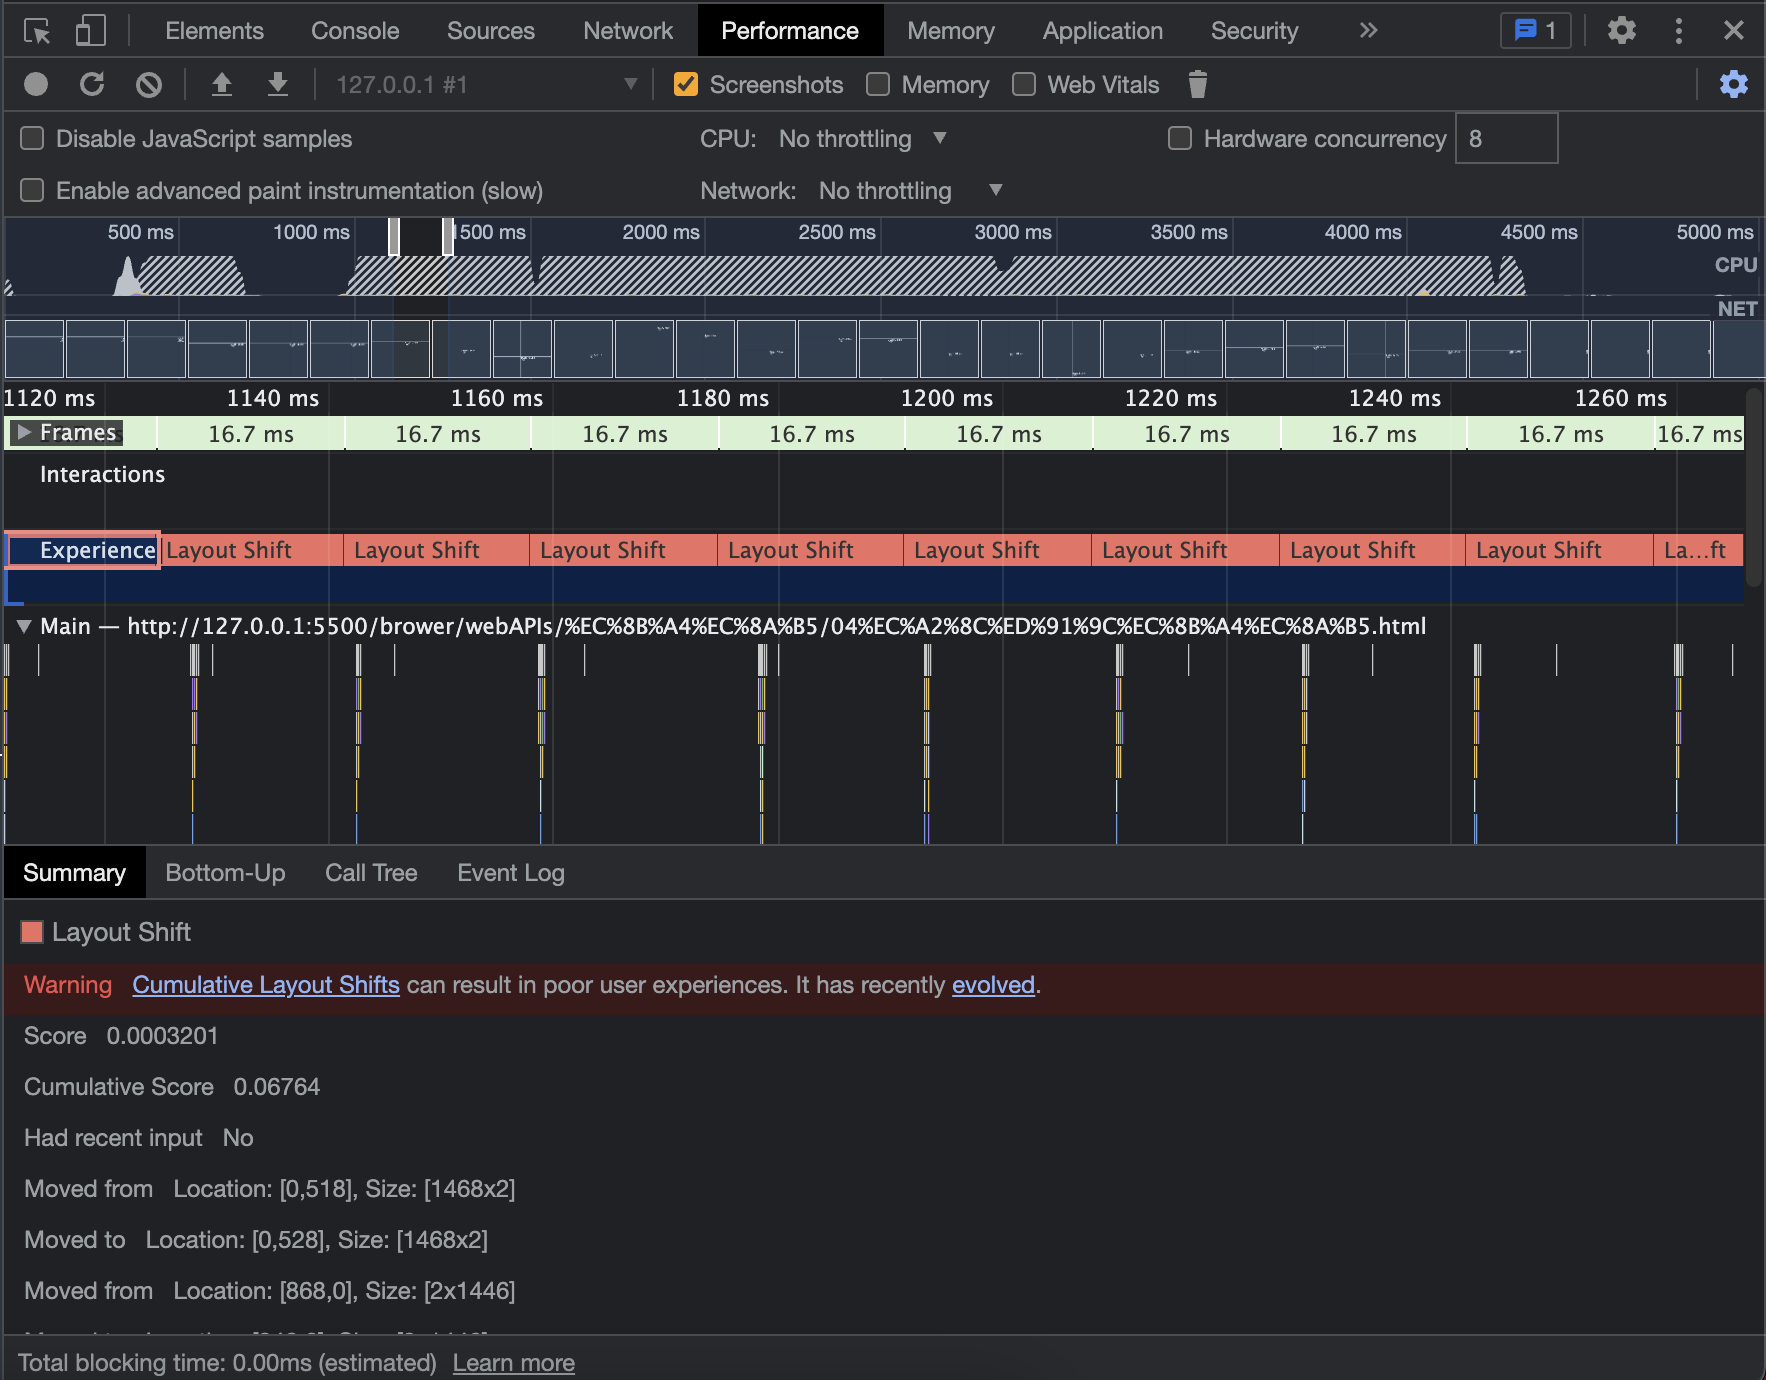 Elements Console Sources Network Performance Memory Application Security 1
127.0.0.1 #1 Screenshots Memory Web Vitals
Disable JavaScript samples CPU: No throttling Hardware concurrency 8
Enable advanced paint instrumentation (slow) Network: No throttling
500 ms 1000 ms 1500 ms 2000 ms 2500 ms 3000 ms 3500 ms 4000 ms 4500 ms 5000 ms
CPU
NET
1120 ms 1140 ms 1160 ms 1180 ms 1200 ms 1220 ms 1240 ms 1260 ms
Frames 16.7 ms 16.7 ms 16.7 ms 16.7 ms 16.7 ms 16.7 ms 16.7 ms 16.7 ms 16.7 ms
Interactions
Experience Layout Shift Layout Shift Layout Shift Layout Shift Layout Shift Layout Shift Layout Shift Layout Shift La...ft
Main — http://127.0.0.1:5500/brower/webAPIs/%EC%8B%A4%EC%8A%B5/04%EC%A2%8C%ED%91%9C%EC%8B%A4%EC%8A%B5.html
Summary Bottom-Up Call Tree Event Log
Layout Shift
Warning Cumulative Layout Shifts can result in poor user experiences. It has recently evolved.
Score 0.0003201
Cumulative Score 0.06764
Had recent input No
Moved from Location: [0,518], Size: [1468x2]
Moved to Location: [0,528], Size: [1468x2]
Moved from Location: [868,0], Size: [2x1446]
Total blocking time: 0.00ms (estimated) Learn more